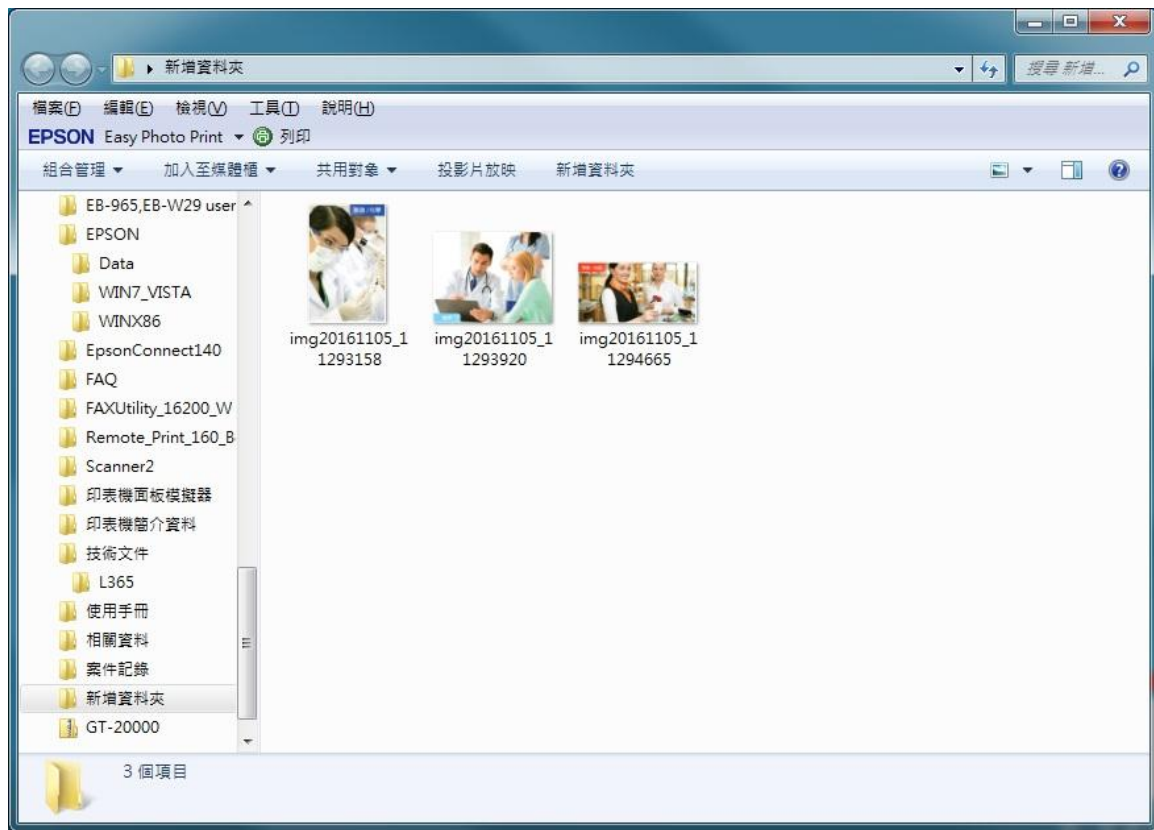 新增資料夾
搜尋 新增...
檔案(F) 編輯(E) 檢視(V) 工具(T) 說明(H)
EPSON Easy Photo Print 列印
組合管理 加入至媒體櫃 共用對象 投影片放映 新增資料夾
EB-965,EB-W29 user
EPSON
Data
WIN7_VISTA
WINX86
EpsonConnect140
FAQ
FAXUtility_16200_W
Remote_Print_160_B
Scanner2
印表機面板模擬器
印表機簡介資料
技術文件
L365
使用手冊
相關資料
案件記錄
新增資料夾
GT-20000
img20161105_1
1293158
img20161105_1
1293920
img20161105_1
1294665
3 個項目